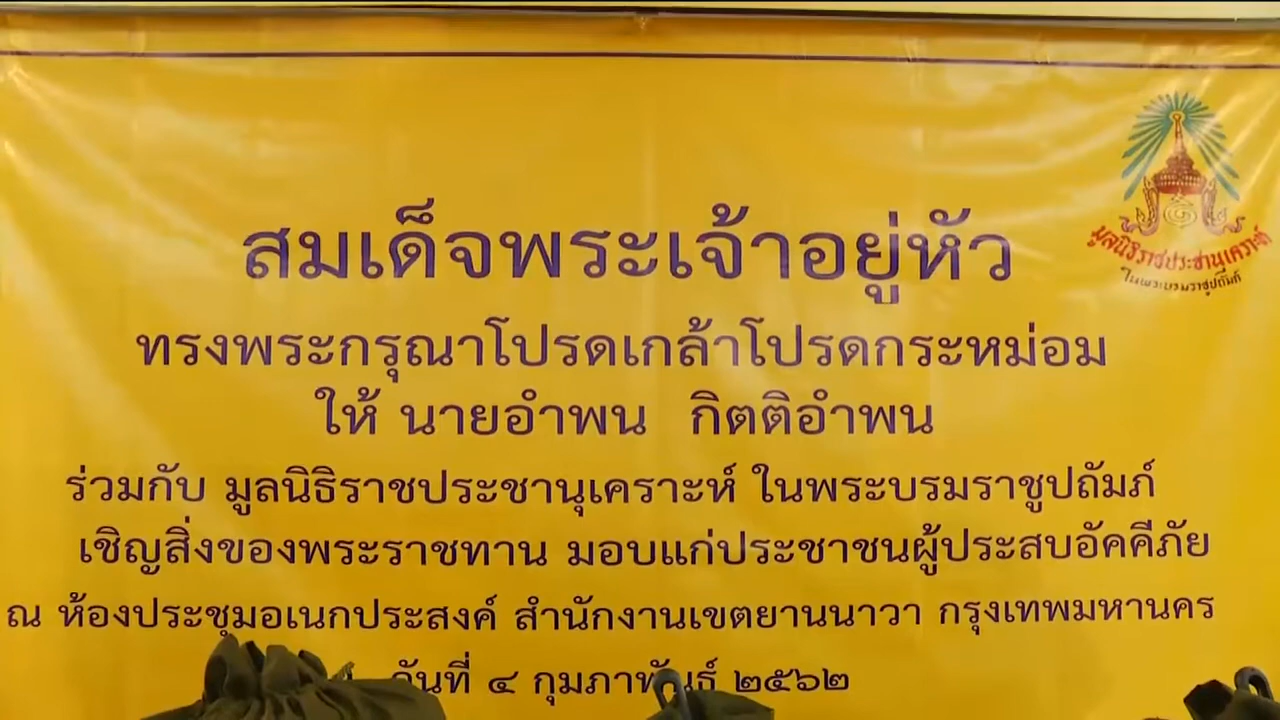 สมเด็จพระเจ้าอยู่หัว
ทรงพระกรุณาโปรดเกล้าโปรดกระหม่อม
ให้ นายอำพน กิตติอำพน
ร่วมกับ มูลนิธิราชประชานุเคราะห์ ในพระบรมราชูปถัมภ์
เชิญสิ่งของพระราชทาน มอบแก่ประชาชนผู้ประสบอัคคีภัย
ณ ห้องประชุมอเนกประสงค์ สำนักงานเขตยานนาวา กรุงเทพมหานคร
วันที่ ๔ กุมภาพันธ์ ๒๕๖๒
มูลนิธิราชประชานุเคราะห์
ในพระบรมราชูปถัมภ์